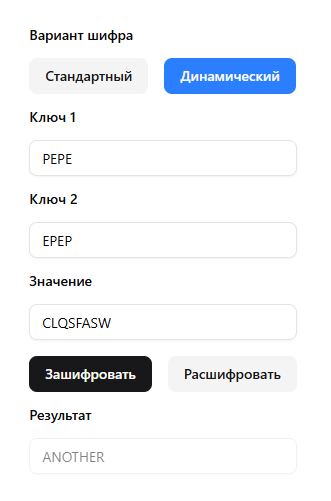 Вариант шифра
Стандартный Динамический
Ключ 1
PEPE
Ключ 2
EPEP
Значение
CLQSFASW
Зашифровать Расшифровать
Результат
ANOTHER